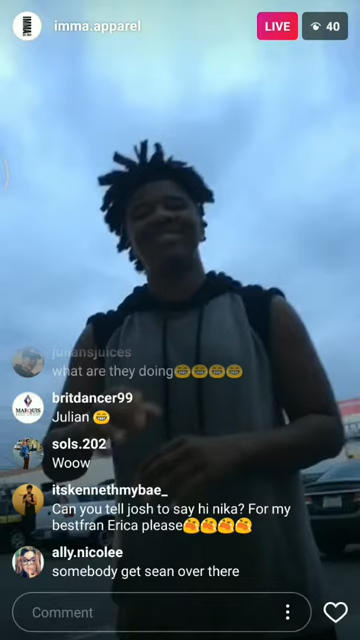 imma.apparel
LIVE
40
juliansjuices
what are they doing😂😂😂😂
britdancer99
Julian 😂
MARQUIS
sols.202
Woow
itskennethmybae_
Can you tell josh to say hi nika? For my
bestfran Erica please😘😘😘😘
ally.nicolee
somebody get sean over there
Comment